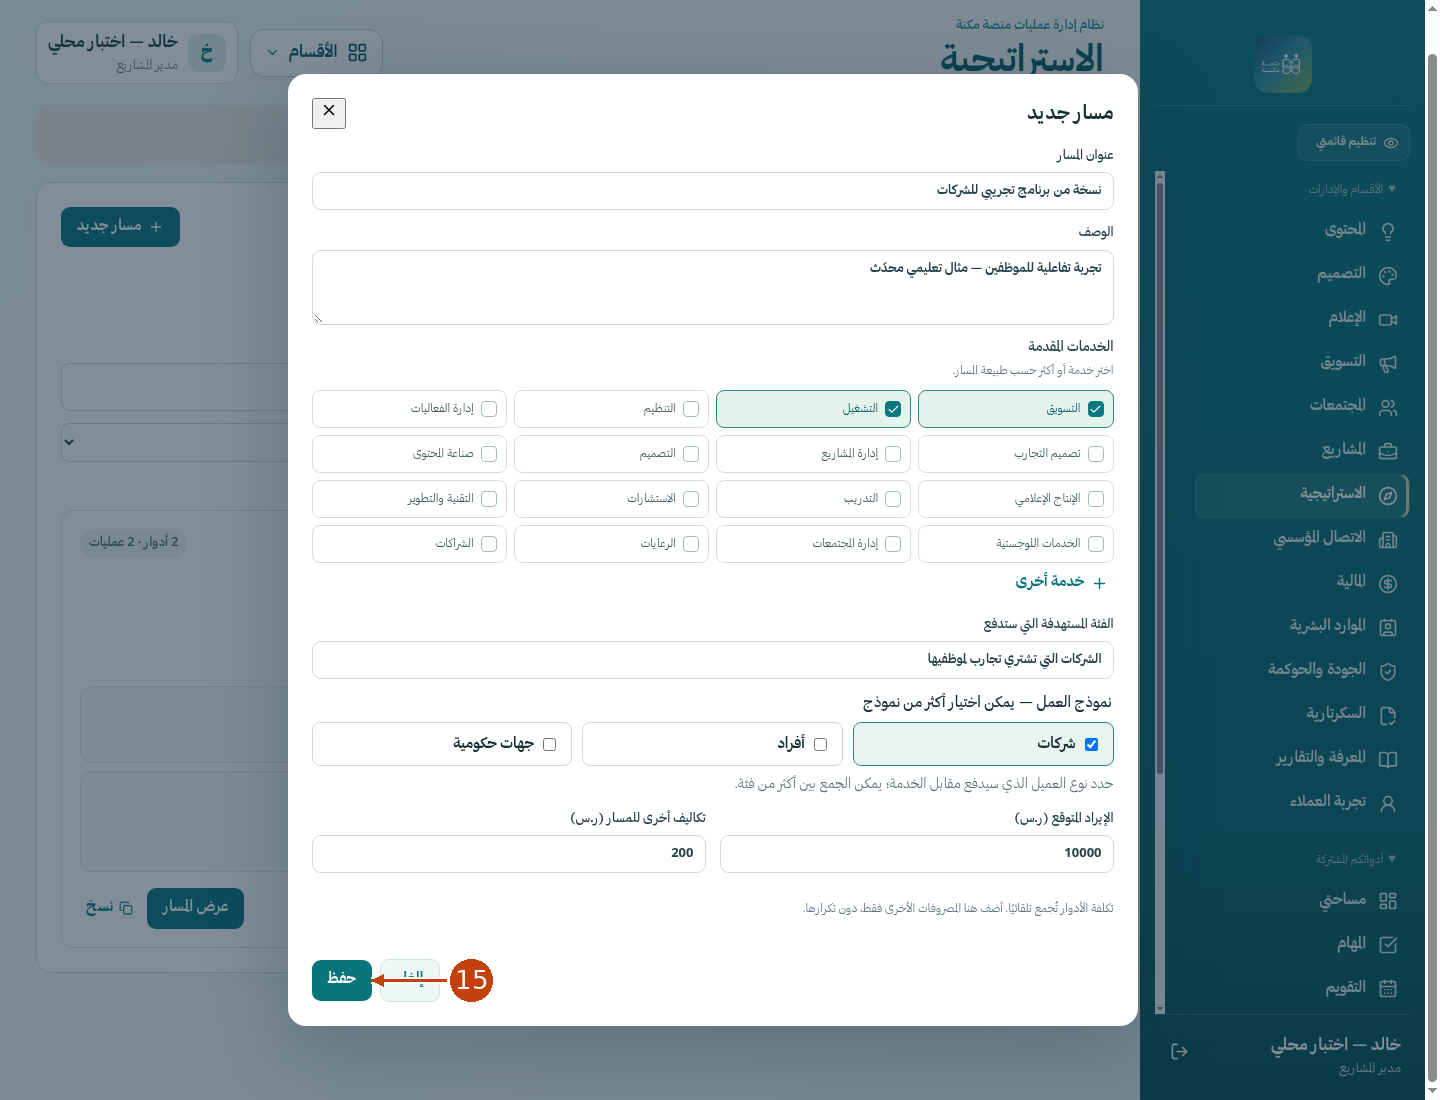 نظام إدارة عمليات منصة مكنة
الاستراتيجية
الأقسام
خ
خالد — اختبار محلي
مدير المشاريع
تنظيم قائمتي
▼ الأقسام والإدارات
المحتوى
التصميم
الإعلام
التسويق
المجتمعات
المشاريع
الاستراتيجية
الاتصال المؤسسي
المالية
الموارد البشرية
الجودة والحوكمة
السكرتارية
المعرفة والتقارير
تجربة العملاء
▼ أدواتكم المشتركة
مساحتي
المهام
التقويم
خالد — اختبار محلي
مدير المشاريع
+ مسار جديد
2 أدوار · 2 عمليات
عرض المسار
نسخ
مسار جديد
×
عنوان المسار
نسخة من برنامج تجريبي للشركات
الوصف
تجربة تفاعلية للموظفين — مثال تعليمي محدّث
الخدمات المقدمة
اختر خدمة أو أكثر حسب طبيعة المسار.
التسويق
التشغيل
التنظيم
إدارة الفعاليات
تصميم التجارب
إدارة المشاريع
التصميم
صناعة المحتوى
الإنتاج الإعلامي
التدريب
الاستشارات
التقنية والتطوير
الخدمات اللوجستية
إدارة المجتمعات
الرعايات
الشراكات
+ خدمة أخرى
الفئة المستهدفة التي ستدفع
الشركات التي تشتري تجارب لموظفيها
نموذج العمل — يمكن اختيار أكثر من نموذج
شركات
أفراد
جهات حكومية
حدد نوع العميل الذي سيدفع مقابل الخدمة؛ يمكن الجمع بين أكثر من فئة.
الإيراد المتوقع (ر.س)
تكاليف أخرى للمسار (ر.س)
10000
200
تكلفة الأدوار تُجمع تلقائيًا. أضف هنا المصروفات الأخرى فقط، دون تكرارها.
15
حفظ